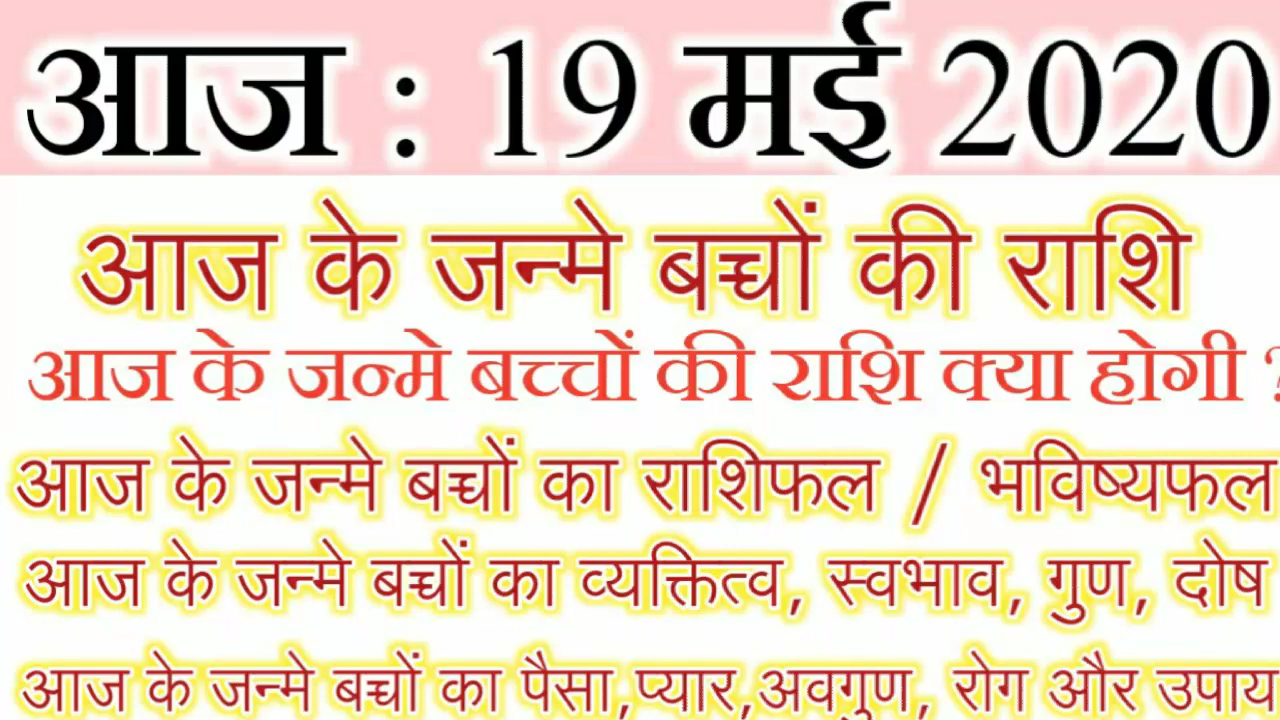 आज : 19 मई 2020
आज के जन्मे बच्चों की राशि
आज के जन्मे बच्चों की राशि क्या होगी ?
आज के जन्मे बच्चों का राशिफल / भविष्यफल
आज के जन्मे बच्चों का व्यक्तित्व, स्वभाव, गुण, दोष
आज के जन्मे बच्चों का पैसा,प्यार,अवगुण, रोग और उपाय